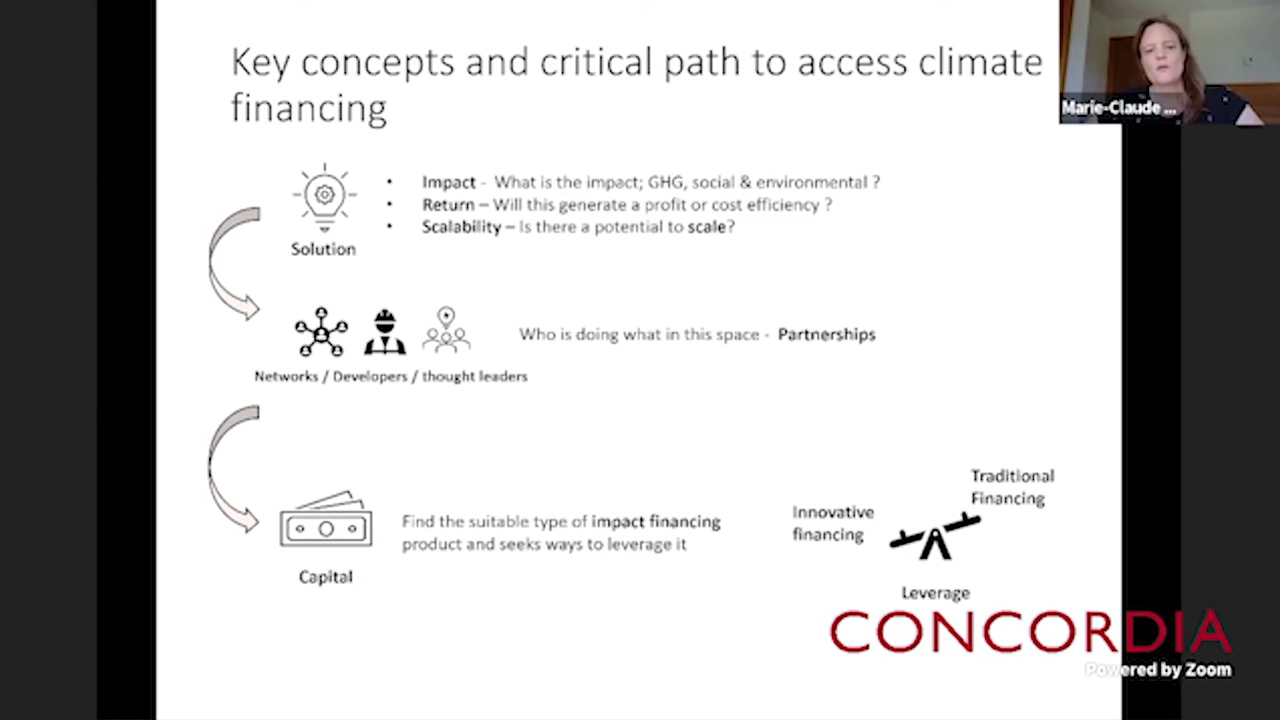 Key concepts and critical path to access climate
financing
Marie-Claude ...
• Impact - What is the impact; GHG, social & environmental ?
• Return – Will this generate a profit or cost efficiency ?
• Scalability – Is there a potential to scale?
Solution
Who is doing what in this space - Partnerships
Networks / Developers / thought leaders
Traditional
Financing
Innovative
financing
Find the suitable type of impact financing
product and seeks ways to leverage it
Capital
Leverage
CONCORDIA
Powered by Zoom